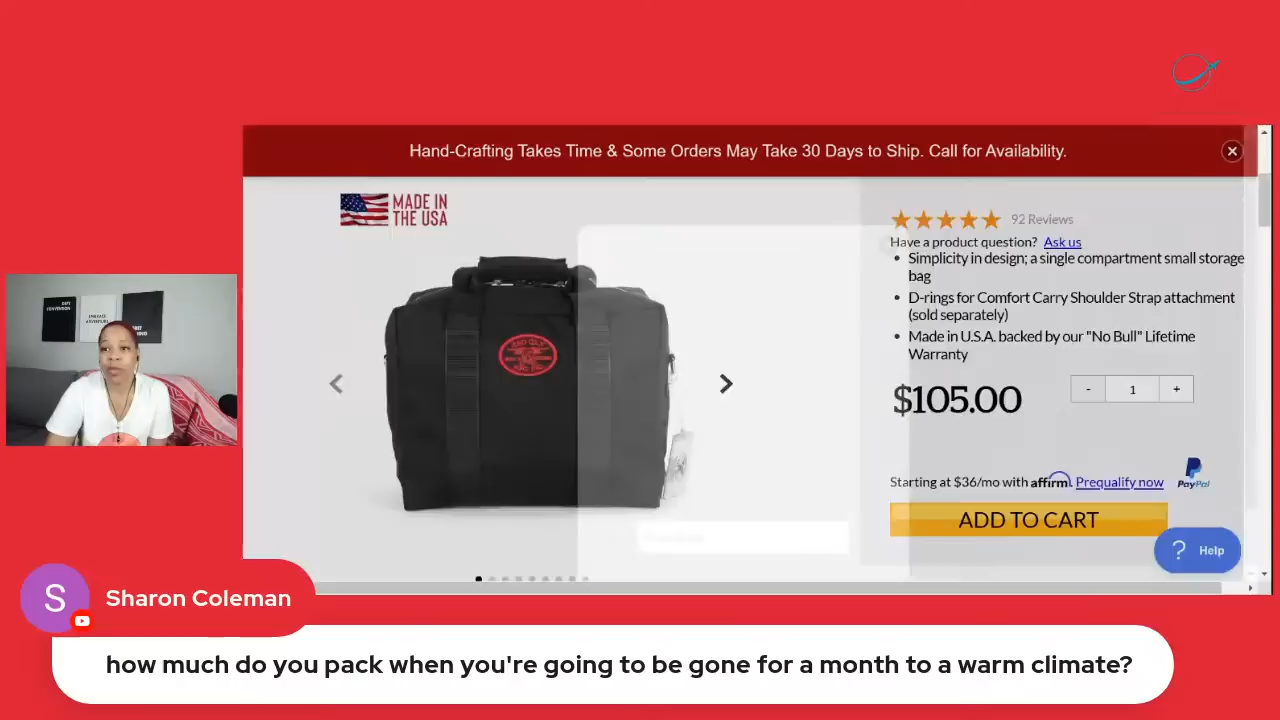 Hand-Crafting Takes Time & Some Orders May Take 30 Days to Ship. Call for Availability.
MADE IN
THE USA
92 Reviews
Have a product question? Ask us
Simplicity in design; a single compartment small storage
bag
D-rings for Comfort Carry Shoulder Strap attachment
(sold separately)
Made in U.S.A. backed by our "No Bull" Lifetime
Warranty
$105.00
- 1 +
Starting at $36/mo with affirm. Prequalify now
PayPal
ADD TO CART
? Help
S
Sharon Coleman
how much do you pack when you're going to be gone for a month to a warm climate?